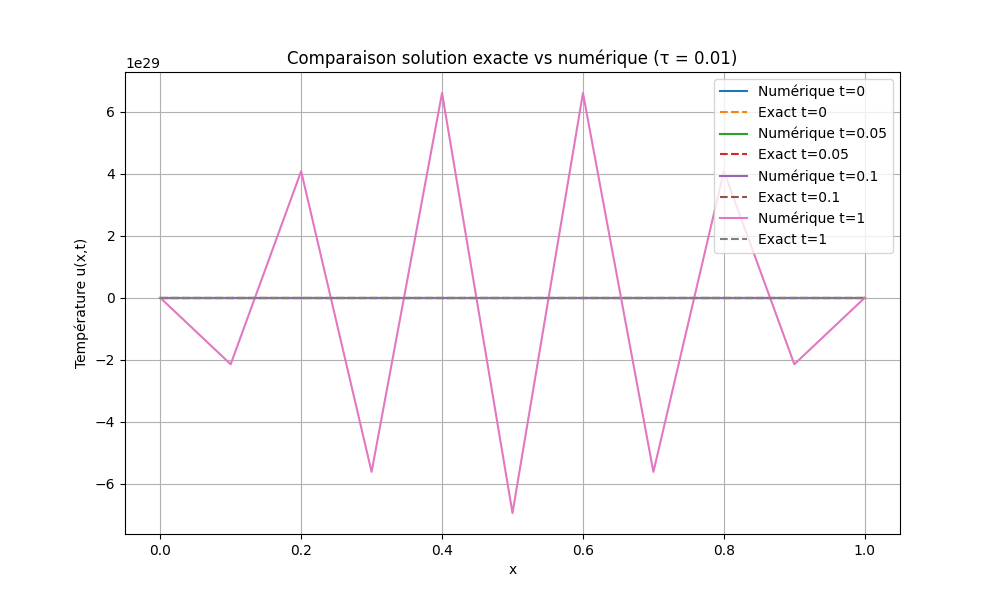 Comparaison solution exacte vs numérique (τ = 0.01)
1e29
Numérique t=0
Exact t=0
Numérique t=0.05
Exact t=0.05
Numérique t=0.1
Exact t=0.1
Numérique t=1
Exact t=1
6
4
2
0
−2
−4
−6
Température u(x,t)
0.0 0.2 0.4 0.6 0.8 1.0
x